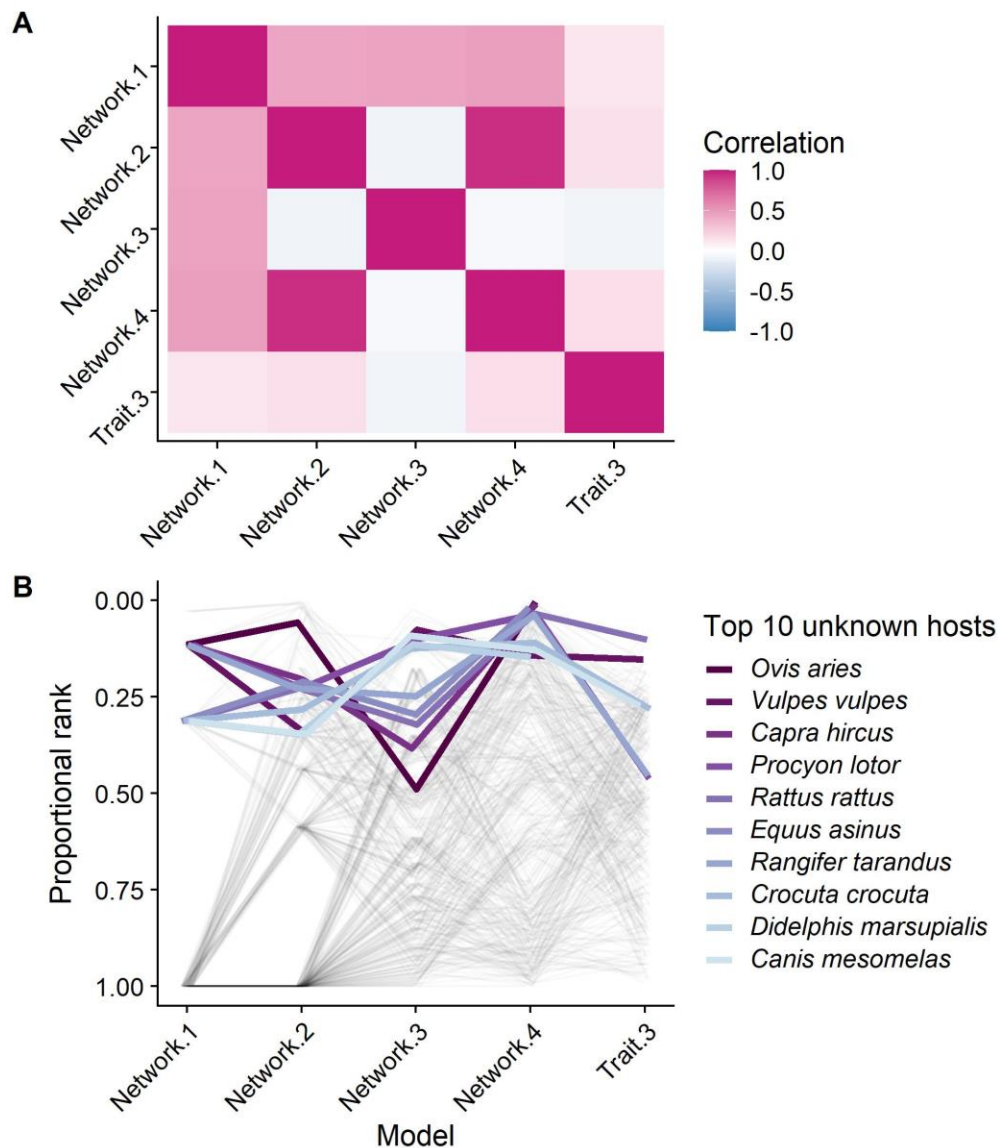 A
Network.1
Network.2
Network.3
Network.4
Trait.3
Network.1
Network.2
Network.3
Network.4
Trait.3
Correlation
1.0
0.5
0.0
-0.5
-1.0
B
Proportional rank
0.00
0.25
0.50
0.75
1.00
Network.1
Network.2
Network.3
Network.4
Trait.3
Model
Top 10 unknown hosts
Ovis aries
Vulpes vulpes
Capra hircus
Procyon lotor
Rattus rattus
Equus asinus
Rangifer tarandus
Crocuta crocuta
Didelphis marsupialis
Canis mesomelas